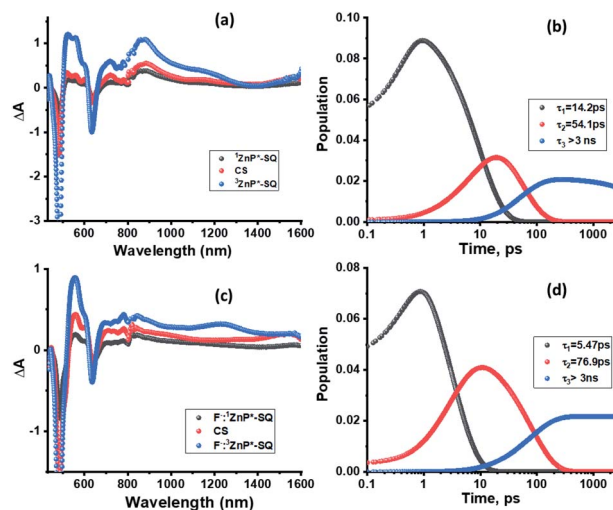 (a)
1
0
-1
-2
-3
ΔA
¹ZnP*-SQ
CS
³ZnP*-SQ
600 800 1000 1200 1400 1600
Wavelength (nm)
(b)
0.10
0.08
0.06
0.04
0.02
0.00
Population
τ₁=14.2ps
τ₂=54.1ps
τ₃ >3 ns
0.1 1 10 100 1000
Time, ps
(c)
1
0
-1
ΔA
F⁻:¹ZnP*-SQ
CS
F⁻:³ZnP*-SQ
600 800 1000 1200 1400 1600
Wavelength (nm)
(d)
0.08
0.06
0.04
0.02
0.00
Population
τ₁=5.47ps
τ₂=76.9ps
τ₃> 3ns
0.1 1 10 100 1000
Time, ps